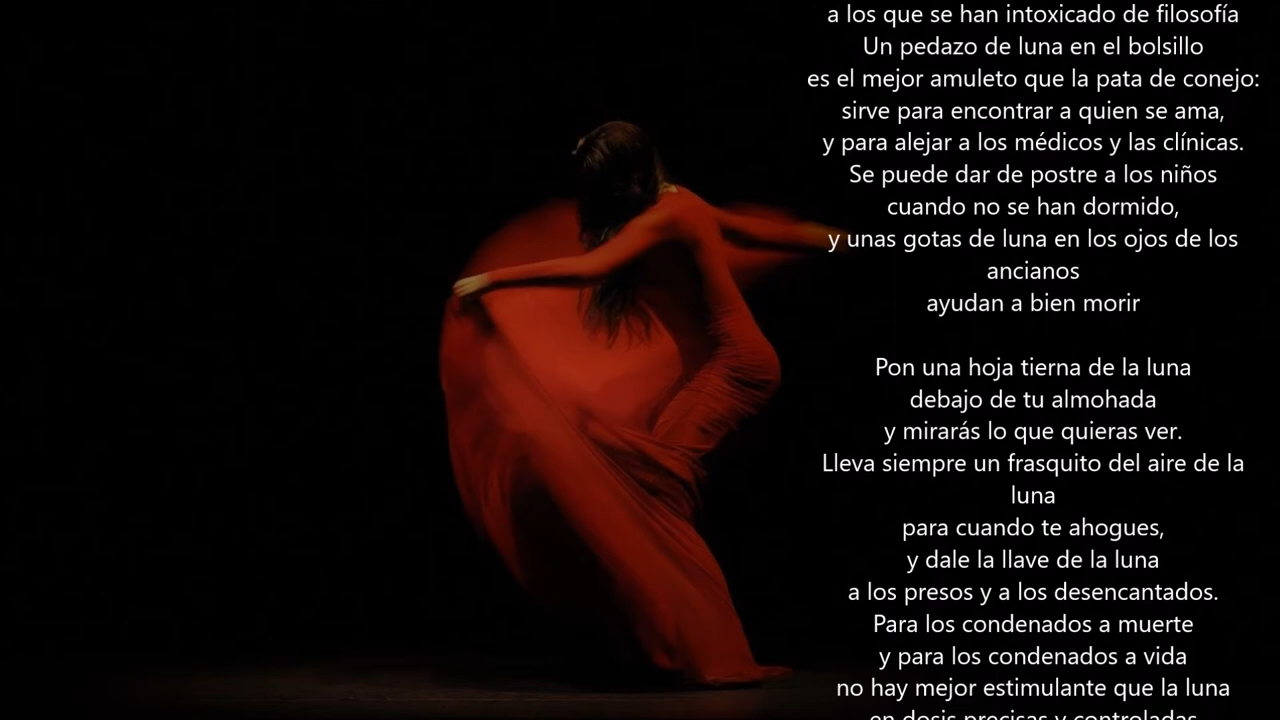 a los que se han intoxicado de filosofía
Un pedazo de luna en el bolsillo
es el mejor amuleto que la pata de conejo:
sirve para encontrar a quien se ama,
y para alejar a los médicos y las clínicas.
Se puede dar de postre a los niños
cuando no se han dormido,
y unas gotas de luna en los ojos de los
ancianos
ayudan a bien morir
Pon una hoja tierna de la luna
debajo de tu almohada
y mirarás lo que quieras ver.
Lleva siempre un frasquito del aire de la
luna
para cuando te ahogues,
y dale la llave de la luna
a los presos y a los desencantados.
Para los condenados a muerte
y para los condenados a vida
no hay mejor estimulante que la luna
en dosis precisas y controladas